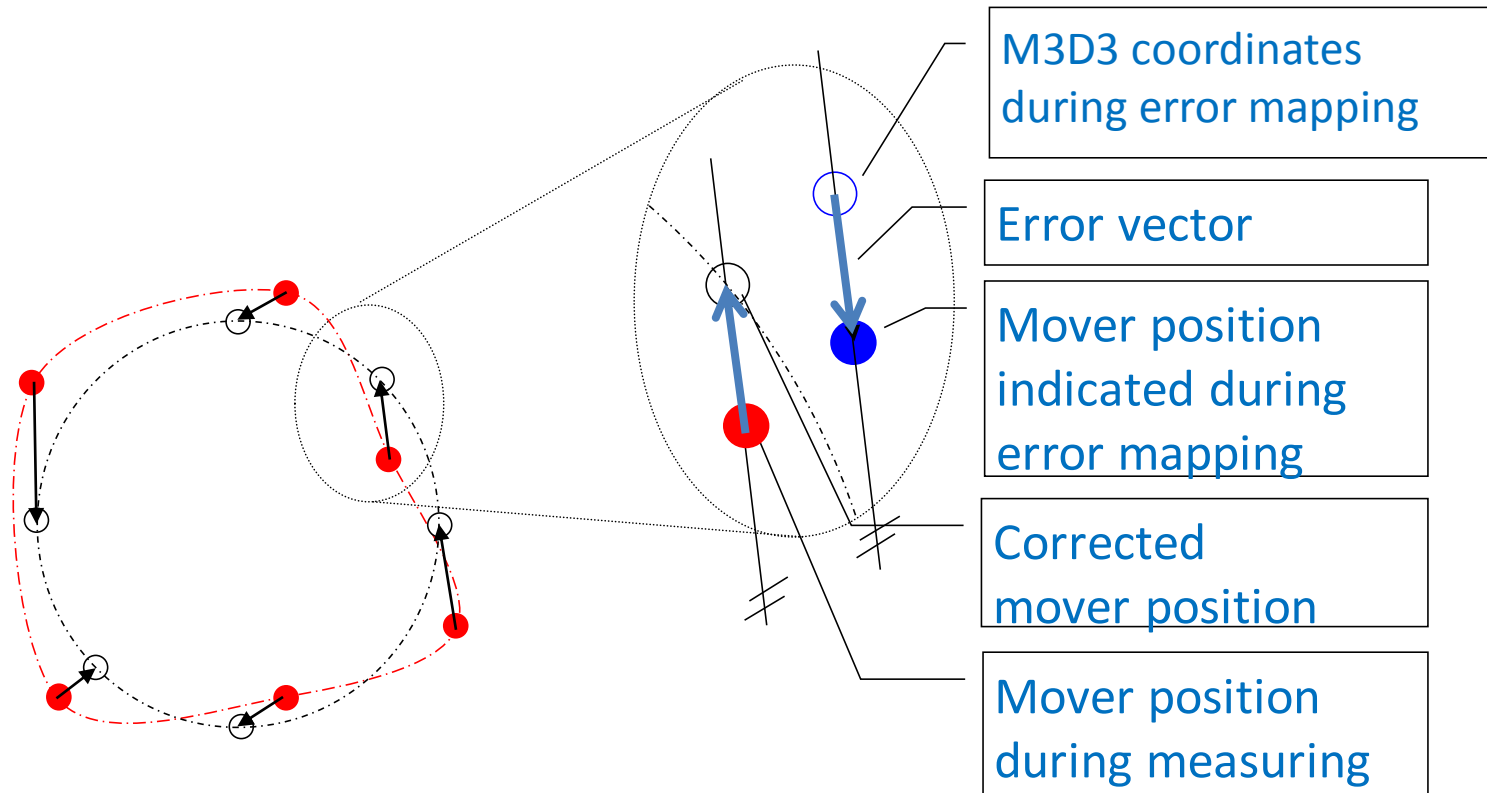 M3D3 coordinates
during error mapping
Error vector
Mover position
indicated during
error mapping
Corrected
mover position
Mover position
during measuring